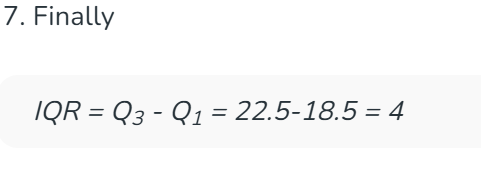 7. Finally
IQR = Q₃ - Q₁ = 22.5-18.5 = 4